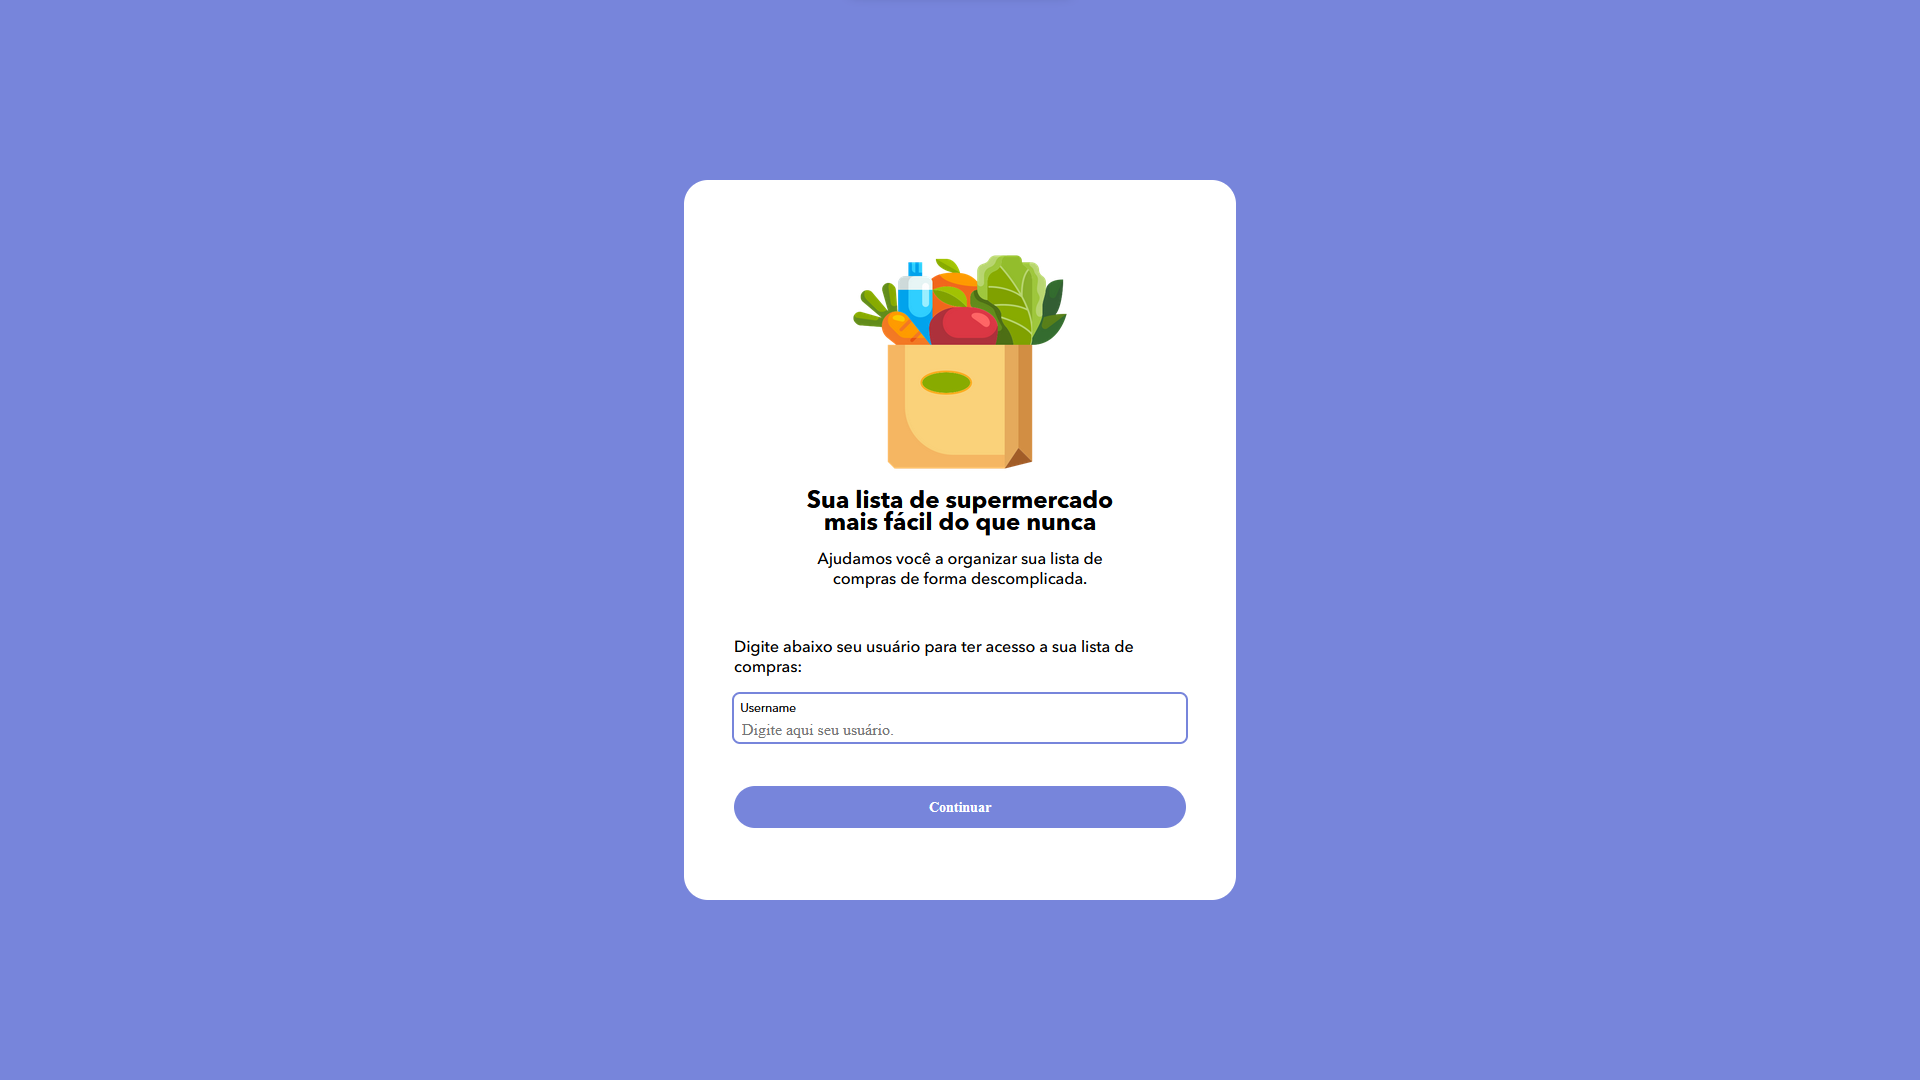 Sua lista de supermercado
mais fácil do que nunca
Ajudamos você a organizar sua lista de
compras de forma descomplicada.
Digite abaixo seu usuário para ter acesso a sua lista de
compras:
Username
Digite aqui seu usuário.
Continuar